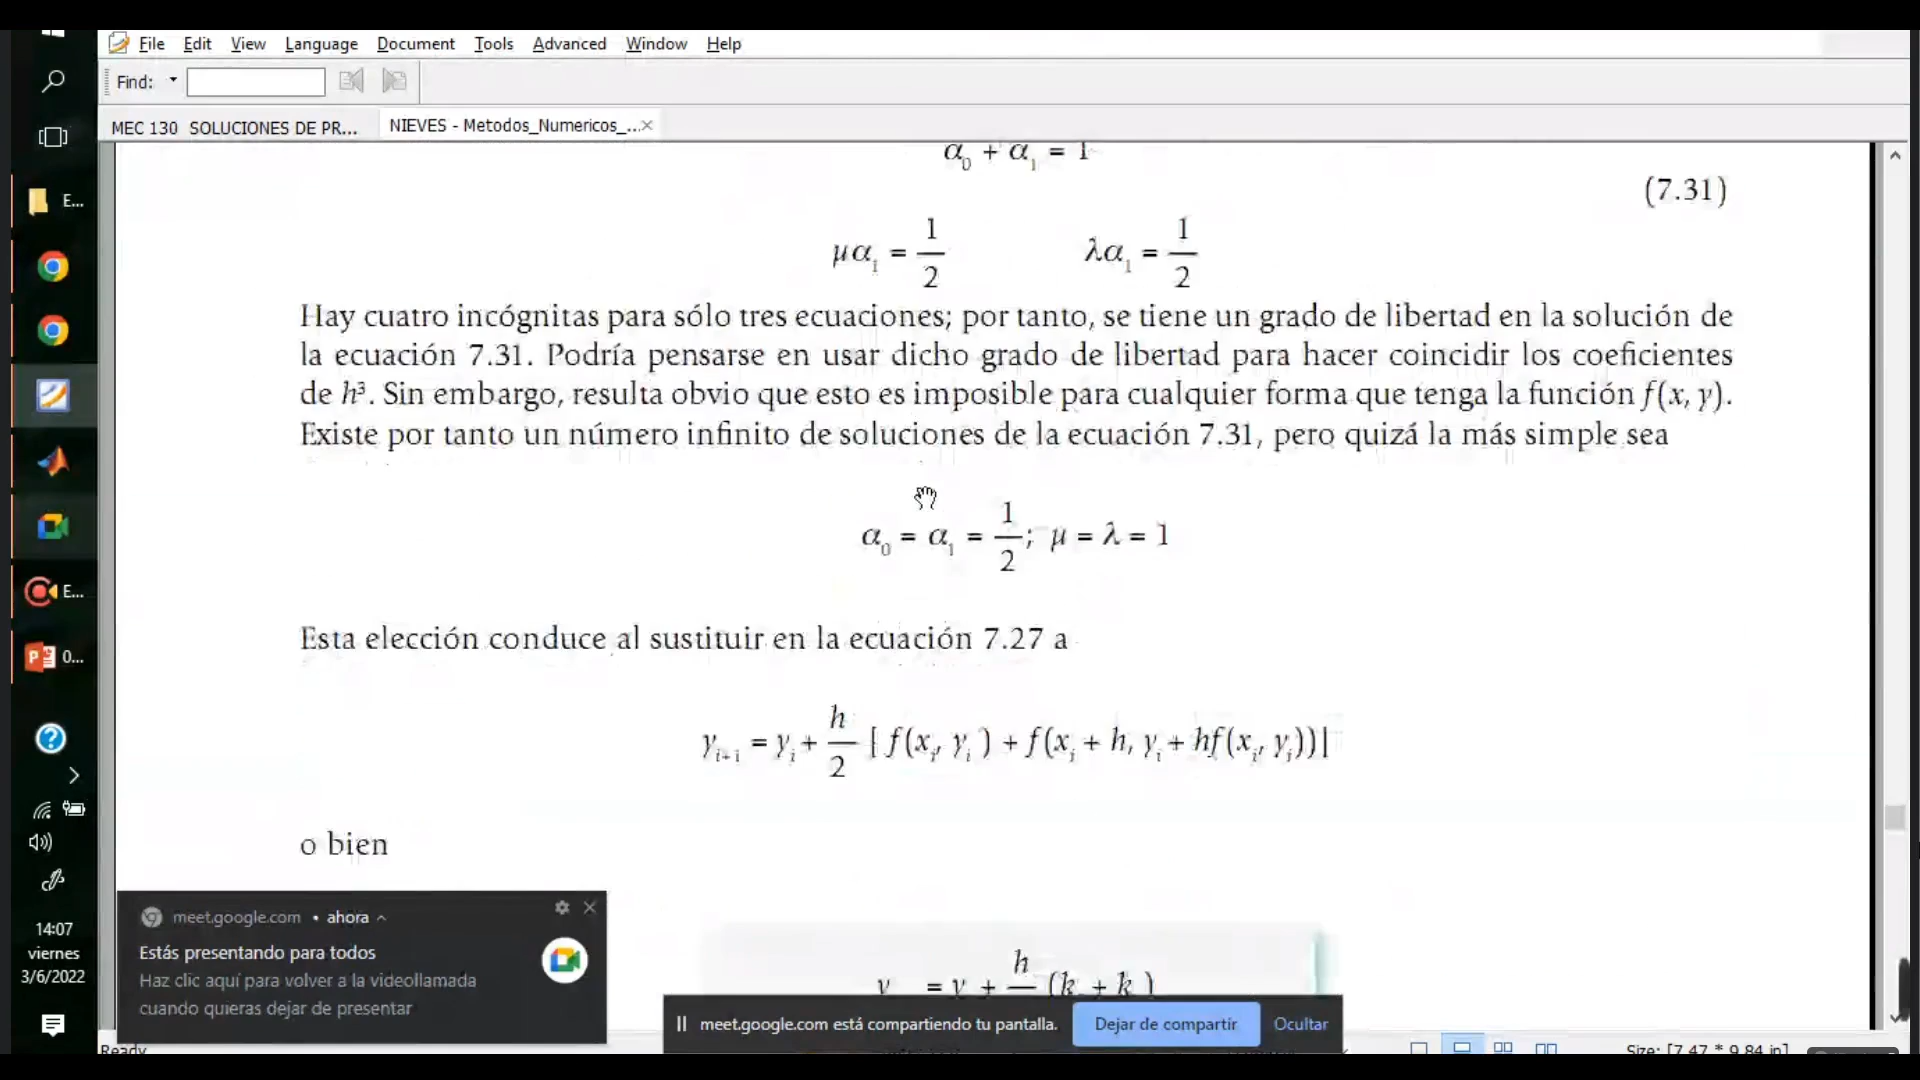 File Edit View Language Document Tools Advanced Window Help
Find:
MEC 130 SOLUCIONES DE PR... NIEVES - Metodos_Numericos_...
α₀ + α₁ = 1
(7.31)
μα₁ = 1/2 λα₁ = 1/2
Hay cuatro incógnitas para sólo tres ecuaciones; por tanto, se tiene un grado de libertad en la solución de
la ecuación 7.31. Podría pensarse en usar dicho grado de libertad para hacer coincidir los coeficientes
de h³. Sin embargo, resulta obvio que esto es imposible para cualquier forma que tenga la función f(x, y).
Existe por tanto un número infinito de soluciones de la ecuación 7.31, pero quizá la más simple sea
α₀ = α₁ = 1/2; μ = λ = 1
Esta elección conduce al sustituir en la ecuación 7.27 a
yᵢ₊₁ = yᵢ + h/2 [ f(xᵢ, yᵢ ) + f(xᵢ + h, yᵢ + hf(xᵢ, yᵢ))]
o bien
y = y + h (k + k )
E...
E...
0...
14:07
viernes
3/6/2022
meet.google.com • ahora
Estás presentando para todos
Haz clic aquí para volver a la videollamada
cuando quieras dejar de presentar
meet.google.com está compartiendo tu pantalla. Dejar de compartir Ocultar
Ready
Size: [7.47 * 9.84 in]